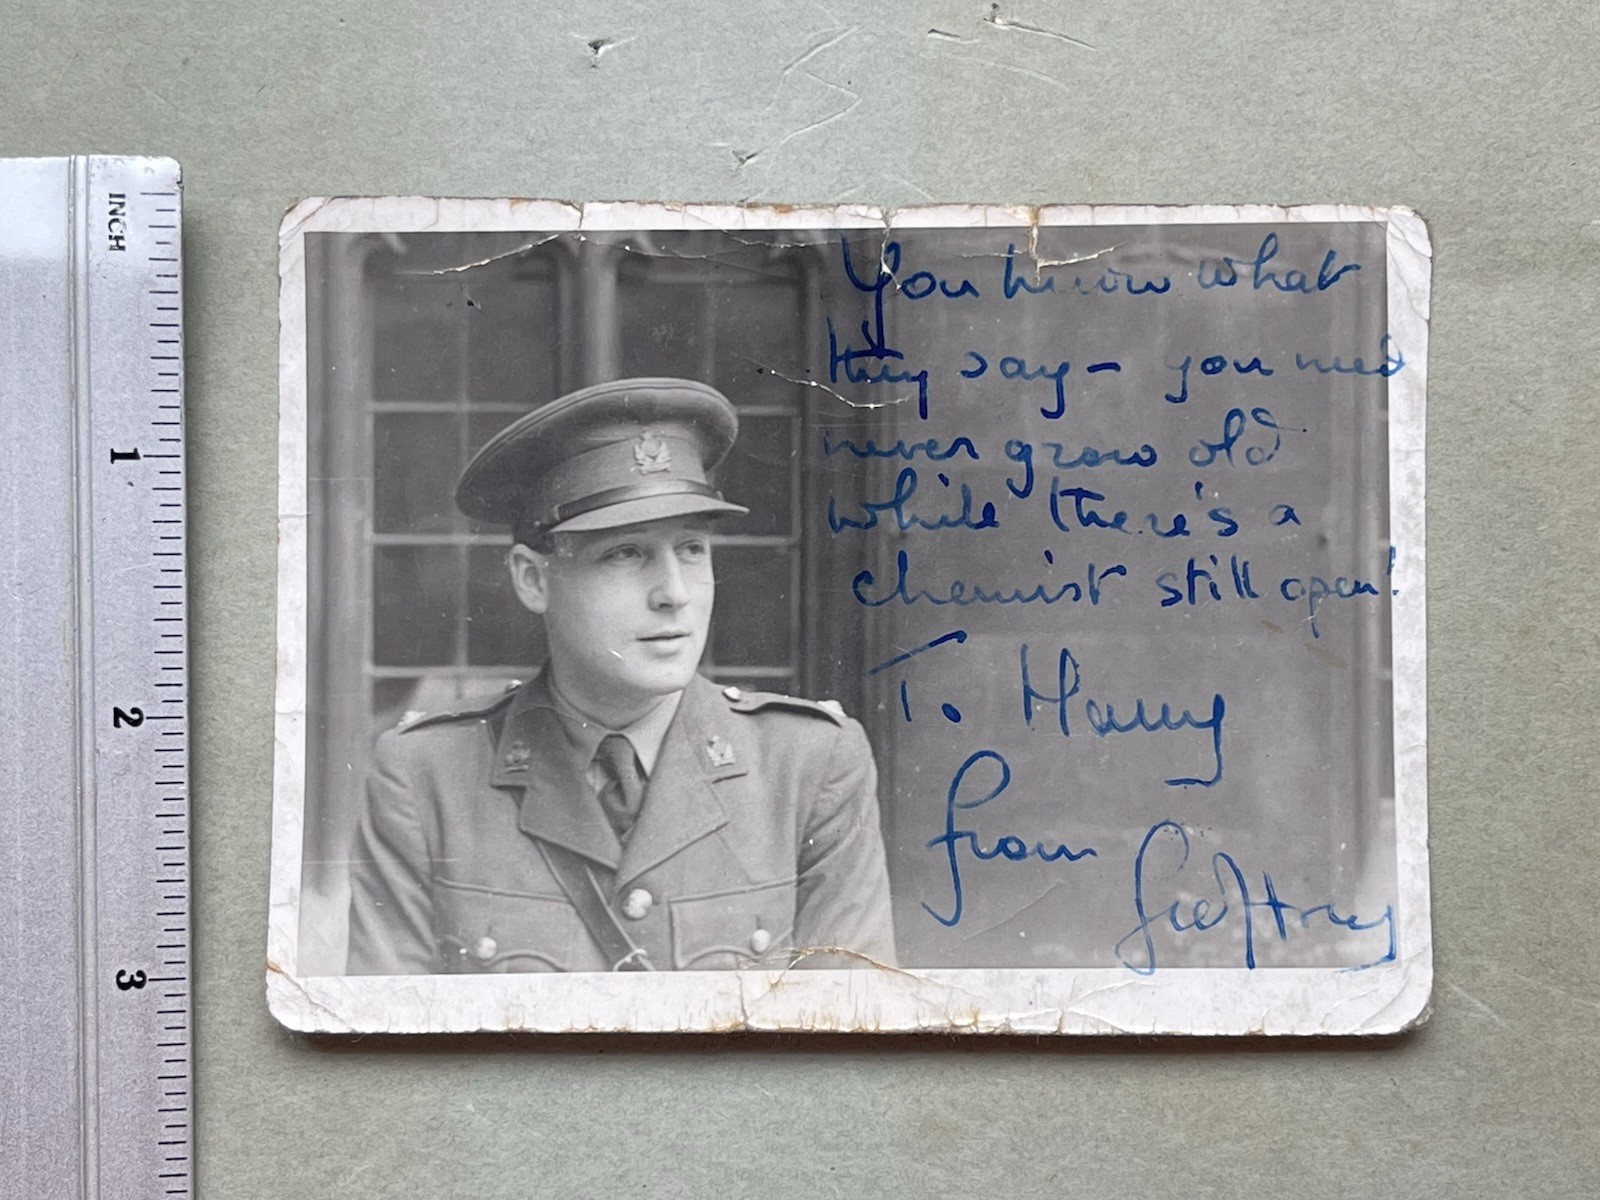 INCH
1
2
3
You know what
they say – you need
never grow old
while there's a
chemist still open!
To Harry
from
Geoffrey